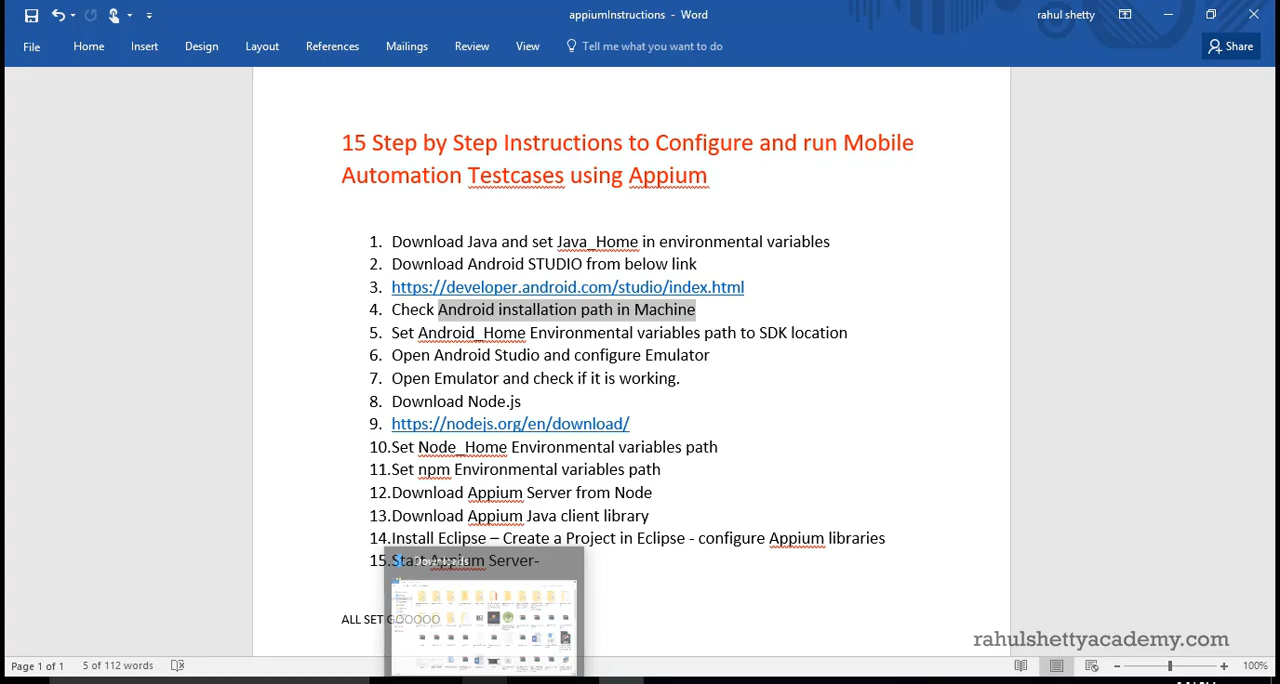 appiumInstructions - Word
rahul shetty
File Home Insert Design Layout References Mailings Review View Tell me what you want to do
Share
15 Step by Step Instructions to Configure and run Mobile
Automation Testcases using Appium
1. Download Java and set Java_Home in environmental variables
2. Download Android STUDIO from below link
3. https://developer.android.com/studio/index.html
4. Check Android installation path in Machine
5. Set Android_Home Environmental variables path to SDK location
6. Open Android Studio and configure Emulator
7. Open Emulator and check if it is working.
8. Download Node.js
9. https://nodejs.org/en/download/
10.Set Node_Home Environmental variables path
11.Set npm Environmental variables path
12.Download Appium Server from Node
13.Download Appium Java client library
14.Install Eclipse – Create a Project in Eclipse - configure Appium libraries
15.Start Appium Server-
Downloads
ALL SET GOOOOO
rahulshettyacademy.com
Page 1 of 1 5 of 112 words
100%